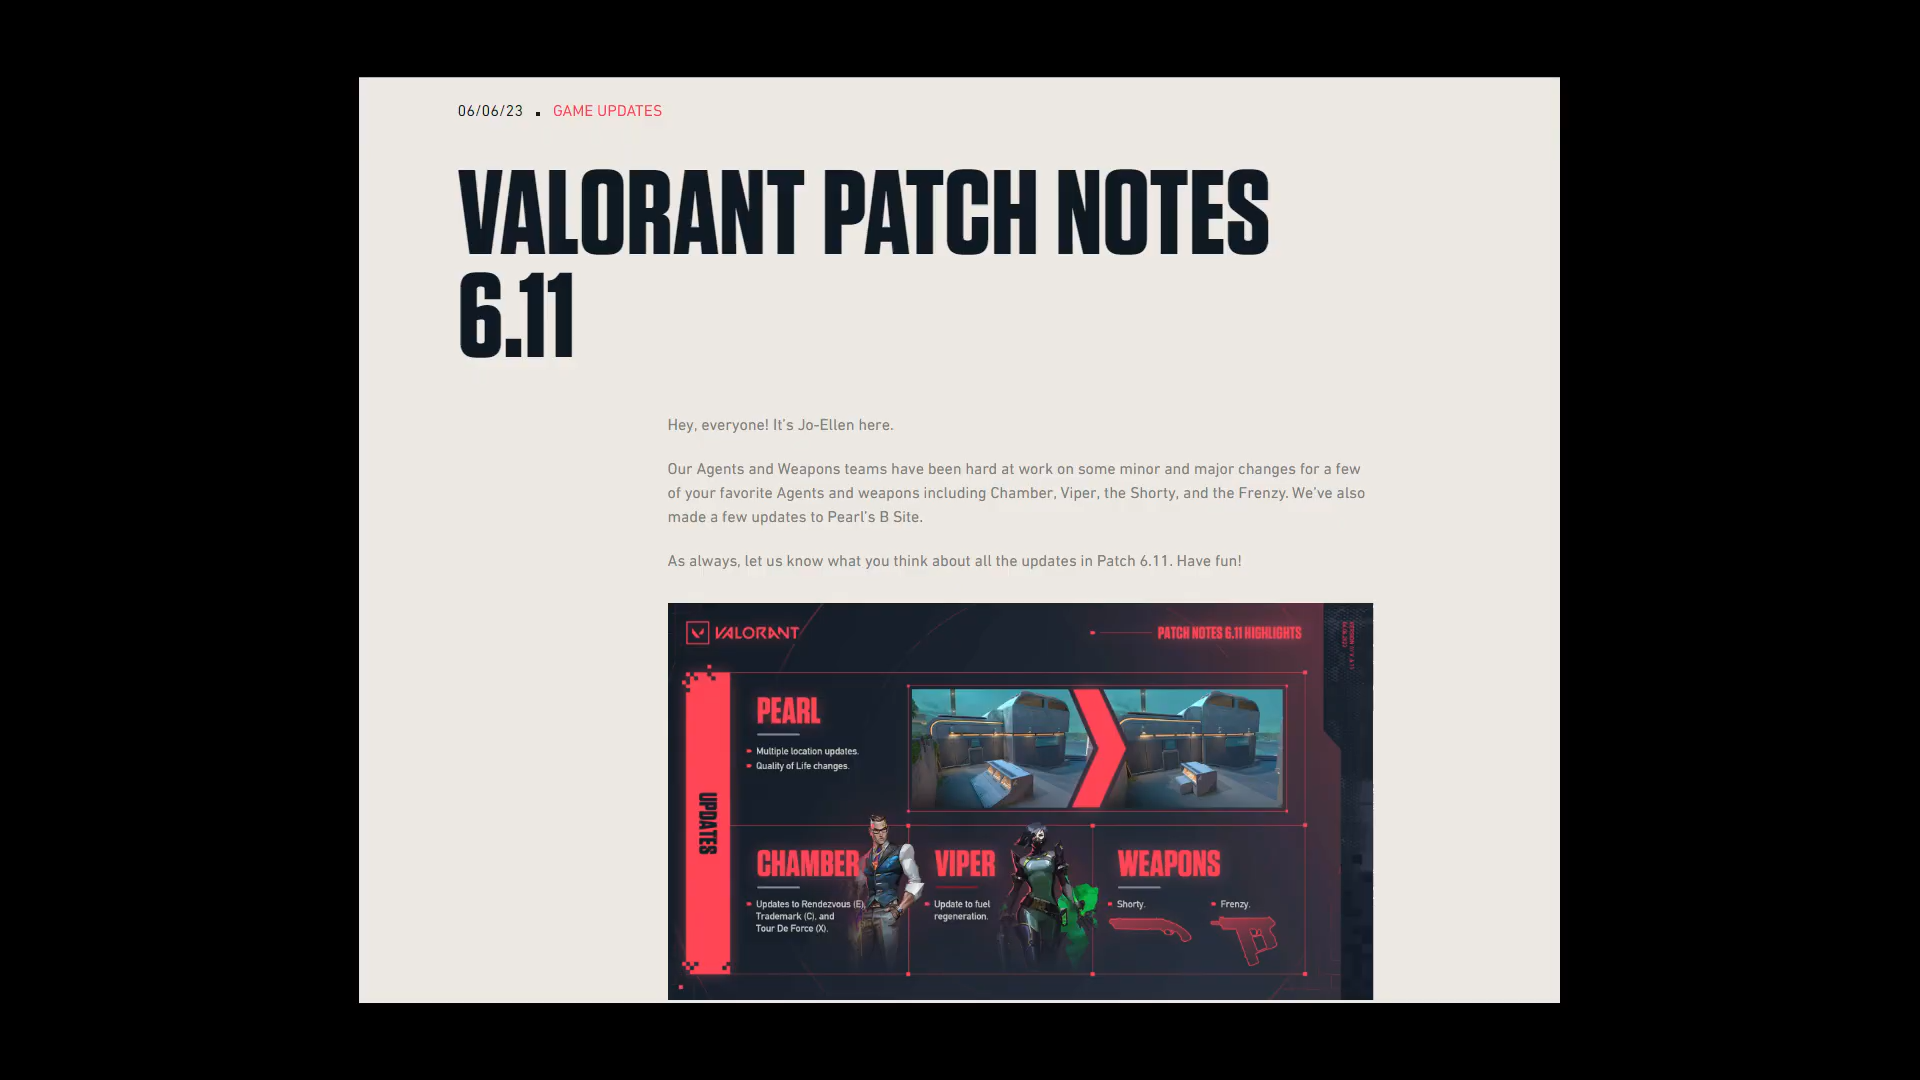 06/06/23 . GAME UPDATES
VALORANT PATCH NOTES
6.11
Hey, everyone! It's Jo-Ellen here.
Our Agents and Weapons teams have been hard at work on some minor and major changes for a few
of your favorite Agents and weapons including Chamber, Viper, the Shorty, and the Frenzy. We've also
made a few updates to Pearl's B Site.
As always, let us know what you think about all the updates in Patch 6.11. Have fun!
VALORANT
PATCH NOTES 6.11 HIGHLIGHTS
UPDATES
PEARL
Multiple location updates.
Quality of Life changes.
CHAMBER
Updates to Rendezvous (E),
Trademark (C), and
Tour De Force (X).
VIPER
Update to fuel
regeneration.
WEAPONS
Shorty.
Frenzy.